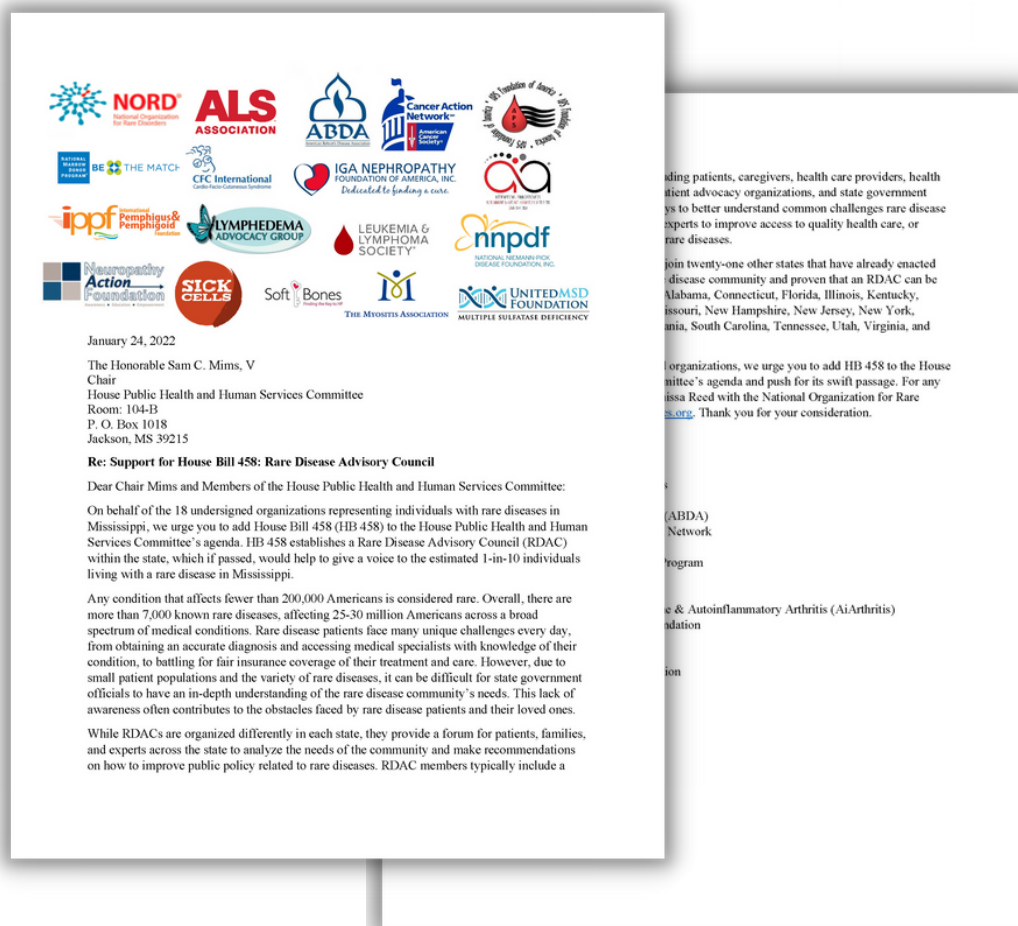 NORD®
National Organization
for Rare Disorders
ALS
ASSOCIATION
ABDA
American Behcet's Disease Association
Cancer Action
Network℠
American
Cancer
Society®
APS Foundation of America
APS
NATIONAL
MARROW
DONOR
PROGRAM®
BE THE MATCH
CFC International
Cardio-Facio-Cutaneous Syndrome
IGA NEPHROPATHY
FOUNDATION OF AMERICA, INC.
Dedicated to finding a cure.
ippf
International
Pemphigus&
Pemphigoid
Foundation
LYMPHEDEMA
ADVOCACY GROUP
LEUKEMIA &
LYMPHOMA
SOCIETY®
nnpdf
NATIONAL NIEMANN-PICK
DISEASE FOUNDATION, INC.
Neuropathy
Action
Foundation
SICK
CELLS
Soft Bones
THE MYOSITIS ASSOCIATION
UNITEDMSD
FOUNDATION
MULTIPLE SULFATASE DEFICIENCY
January 24, 2022
The Honorable Sam C. Mims, V
Chair
House Public Health and Human Services Committee
Room: 104-B
P. O. Box 1018
Jackson, MS 39215
Re: Support for House Bill 458: Rare Disease Advisory Council
Dear Chair Mims and Members of the House Public Health and Human Services Committee:
On behalf of the 18 undersigned organizations representing individuals with rare diseases in
Mississippi, we urge you to add House Bill 458 (HB 458) to the House Public Health and Human
Services Committee's agenda. HB 458 establishes a Rare Disease Advisory Council (RDAC)
within the state, which if passed, would help to give a voice to the estimated 1-in-10 individuals
living with a rare disease in Mississippi.
Any condition that affects fewer than 200,000 Americans is considered rare. Overall, there are
more than 7,000 known rare diseases, affecting 25-30 million Americans across a broad
spectrum of medical conditions. Rare disease patients face many unique challenges every day,
from obtaining an accurate diagnosis and accessing medical specialists with knowledge of their
condition, to battling for fair insurance coverage of their treatment and care. However, due to
small patient populations and the variety of rare diseases, it can be difficult for state government
officials to have an in-depth understanding of the rare disease community's needs. This lack of
awareness often contributes to the obstacles faced by rare disease patients and their loved ones.
While RDACs are organized differently in each state, they provide a forum for patients, families,
and experts across the state to analyze the needs of the community and make recommendations
on how to improve public policy related to rare diseases. RDAC members typically include a
ding patients, caregivers, health care providers, health
atient advocacy organizations, and state government
ys to better understand common challenges rare disease
experts to improve access to quality health care, or
rare diseases.
join twenty-one other states that have already enacted
disease community and proven that an RDAC can be
Alabama, Connecticut, Florida, Illinois, Kentucky,
issouri, New Hampshire, New Jersey, New York,
ania, South Carolina, Tennessee, Utah, Virginia, and
organizations, we urge you to add HB 458 to the House
mittee's agenda and push for its swift passage. For any
issa Reed with the National Organization for Rare
es.org. Thank you for your consideration.
s
(ABDA)
Network
Program
e & Autoinflammatory Arthritis (AiArthritis)
ndation
ion